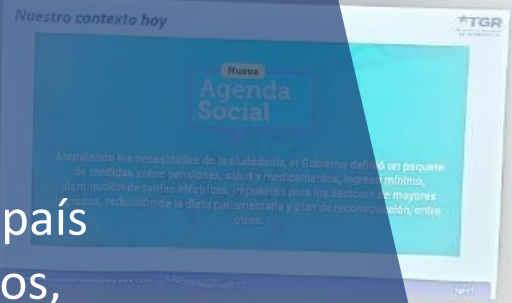 Nuestro contexto hoy
TGR
Nueva
Agenda
Social
Atendiendo las necesidades de la ciudadanía, el Gobierno definió un paquete
de medidas sobre pensiones, salud y medicamentos, ingreso mínimo,
disminución de tarifas eléctricas, impuestos para los sectores de mayores
ingresos, reducción de la dieta parlamentaria y plan de reconstrucción, entre
otras.
país
os,